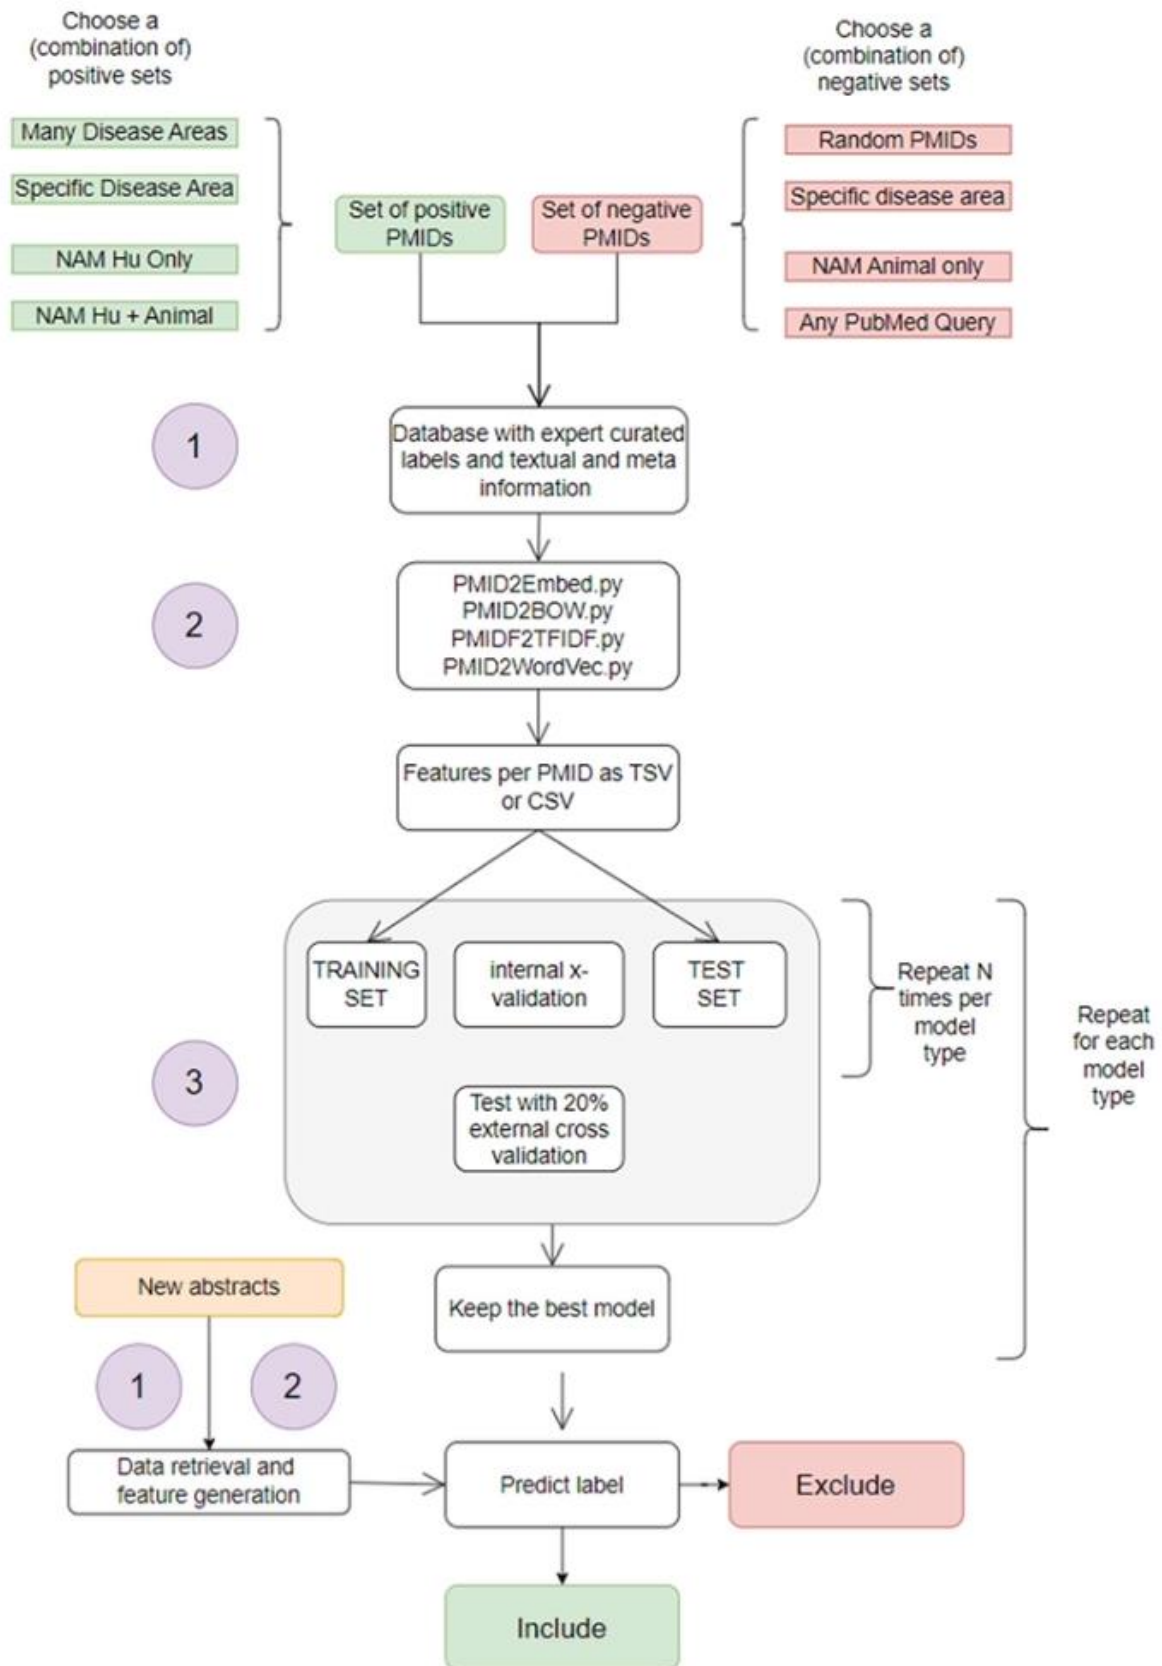 Choose a
(combination of)
positive sets
Choose a
(combination of)
negative sets
Many Disease Areas
Specific Disease Area
NAM Hu Only
NAM Hu + Animal
Set of positive
PMIDs
Set of negative
PMIDs
Random PMIDs
Specific disease area
NAM Animal only
Any PubMed Query
1
Database with expert curated
labels and textual and meta
information
2
PMID2Embed.py
PMID2BOW.py
PMIDF2TFIDF.py
PMID2WordVec.py
Features per PMID as TSV
or CSV
3
TRAINING
SET
internal x-
validation
TEST
SET
Test with 20%
external cross
validation
Repeat N
times per
model
type
Repeat
for each
model
type
Keep the best model
New abstracts
1
2
Data retrieval and
feature generation
Predict label
Exclude
Include